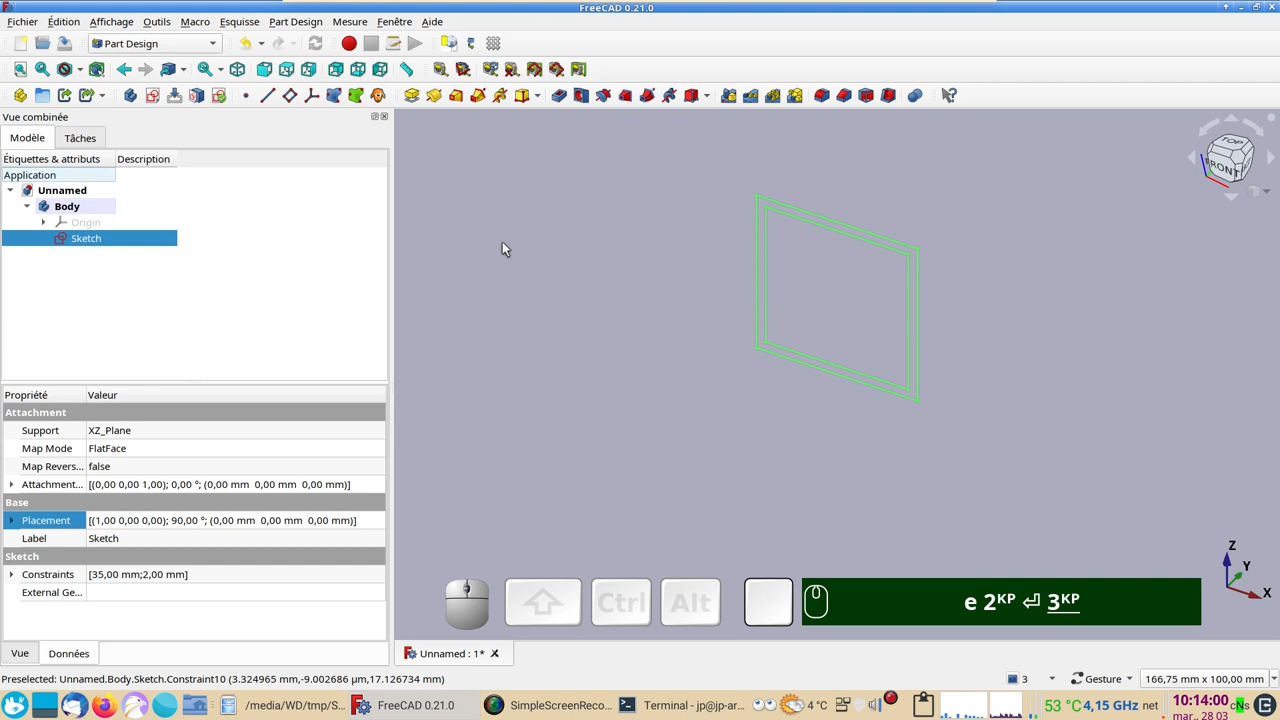 FreeCAD 0.21.0
Fichier Édition Affichage Outils Macro Esquisse Part Design Mesure Fenêtre Aide
Part Design
Vue combinée
Modèle Tâches
Étiquettes & attributs Description
Application
Unnamed
Body
Origin
Sketch
TOP
FRONT
Propriété Valeur
Attachment
Support XZ_Plane
Map Mode FlatFace
Map Revers... false
Attachment... [(0,00 0,00 1,00); 0,00 °; (0,00 mm 0,00 mm 0,00 mm)]
Base
Placement [(1,00 0,00 0,00); 90,00 °; (0,00 mm 0,00 mm 0,00 mm)]
Label Sketch
Sketch
Constraints [35,00 mm;2,00 mm]
External Ge...
Z
Y
X
Ctrl Alt e 2KP ⏎ 3KP
Vue Données
Unnamed : 1*
Preselected: Unnamed.Body.Sketch.Constraint10 (3.324965 mm,-9.002686 µm,17.126734 mm) 3 Gesture 166,75 mm x 100,00 mm
/media/WD/tmp/S... FreeCAD 0.21.0 SimpleScreenReco... Terminal - jp@jp-ar... 4 °C 53 °C 4,15 GHz net 10:14:00
mar.. 28 03